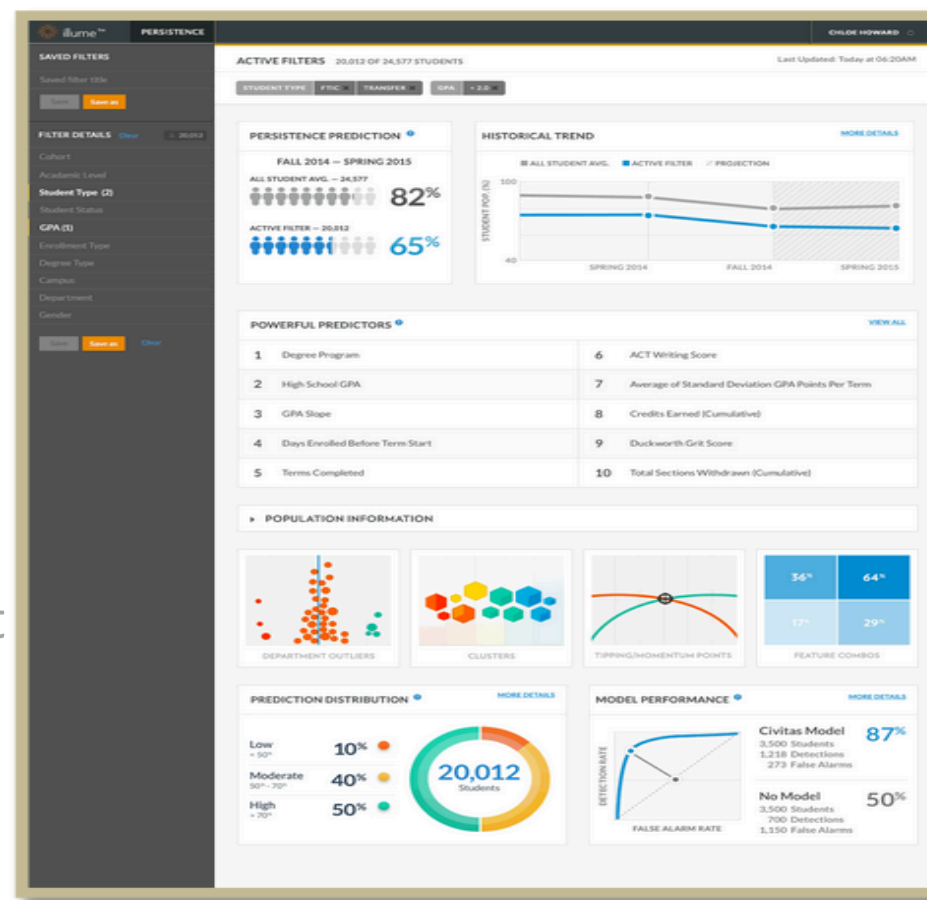 illume™ PERSISTENCE CHLOE HOWARD
SAVED FILTERS
Saved filter title
Save Save as
FILTER DETAILS Clear 20,012
Cohort
Academic Level
Student Type (2)
Student Status
GPA (1)
Enrollment Type
Degree Type
Campus
Department
Gender
Save Save as Clear
ACTIVE FILTERS 20,012 OF 24,577 STUDENTS Last Updated: Today at 06:20AM
STUDENT TYPE FTIC × TRANSFER × GPA < 2.0 ×
PERSISTENCE PREDICTION
FALL 2014 — SPRING 2015
ALL STUDENT AVG. — 24,577
82%
ACTIVE FILTER — 20,012
65%
HISTORICAL TREND MORE DETAILS
ALL STUDENT AVG. ACTIVE FILTER PROJECTION
STUDENT POP. (%)
100
40
SPRING 2014 FALL 2014 SPRING 2015
POWERFUL PREDICTORS VIEW ALL
1 Degree Program
2 High School GPA
3 GPA Slope
4 Days Enrolled Before Term Start
5 Terms Completed
6 ACT Writing Score
7 Average of Standard Deviation GPA Points Per Term
8 Credits Earned (Cumulative)
9 Duckworth Grit Score
10 Total Sections Withdrawn (Cumulative)
POPULATION INFORMATION
DEPARTMENT OUTLIERS
CLUSTERS
TIPPING/MOMENTUM POINTS
36% 64%
17% 29%
FEATURE COMBOS
PREDICTION DISTRIBUTION MORE DETAILS
Low 10%
< 50%
Moderate 40%
50% - 70%
High 50%
> 70%
20,012
Students
MODEL PERFORMANCE MORE DETAILS
DETECTION RATE
FALSE ALARM RATE
Civitas Model 87%
3,500 Students
1,218 Detections
273 False Alarms
No Model 50%
3,500 Students
700 Detections
1,150 False Alarms